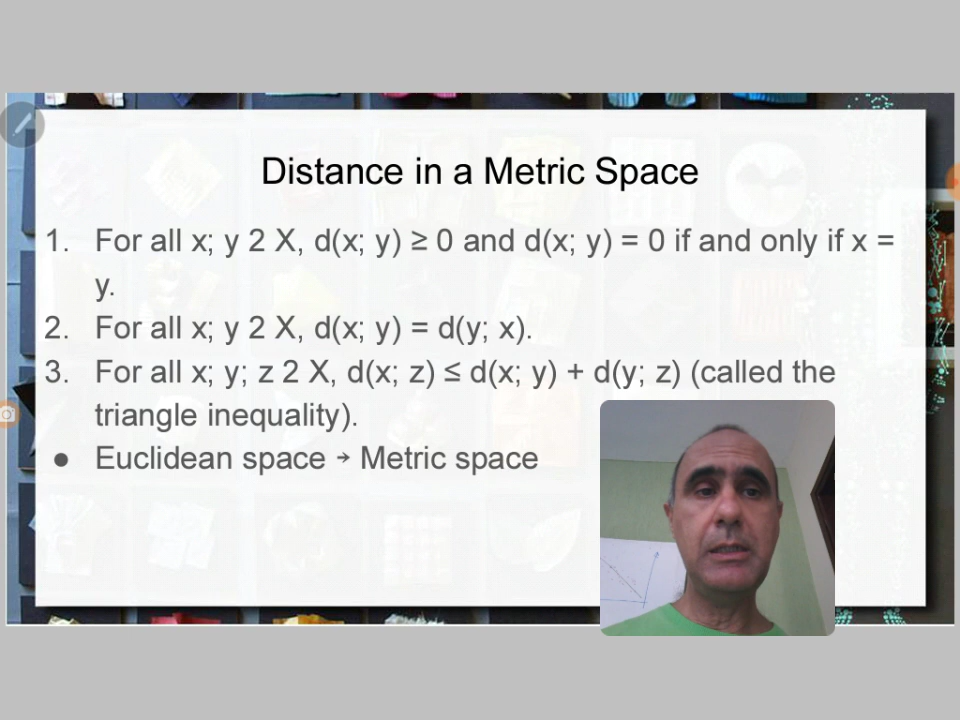 Distance in a Metric Space
1. For all x; y 2 X, d(x; y) ≥ 0 and d(x; y) = 0 if and only if x =
y.
2. For all x; y 2 X, d(x; y) = d(y; x).
3. For all x; y; z 2 X, d(x; z) ≤ d(x; y) + d(y; z) (called the
triangle inequality).
● Euclidean space → Metric space